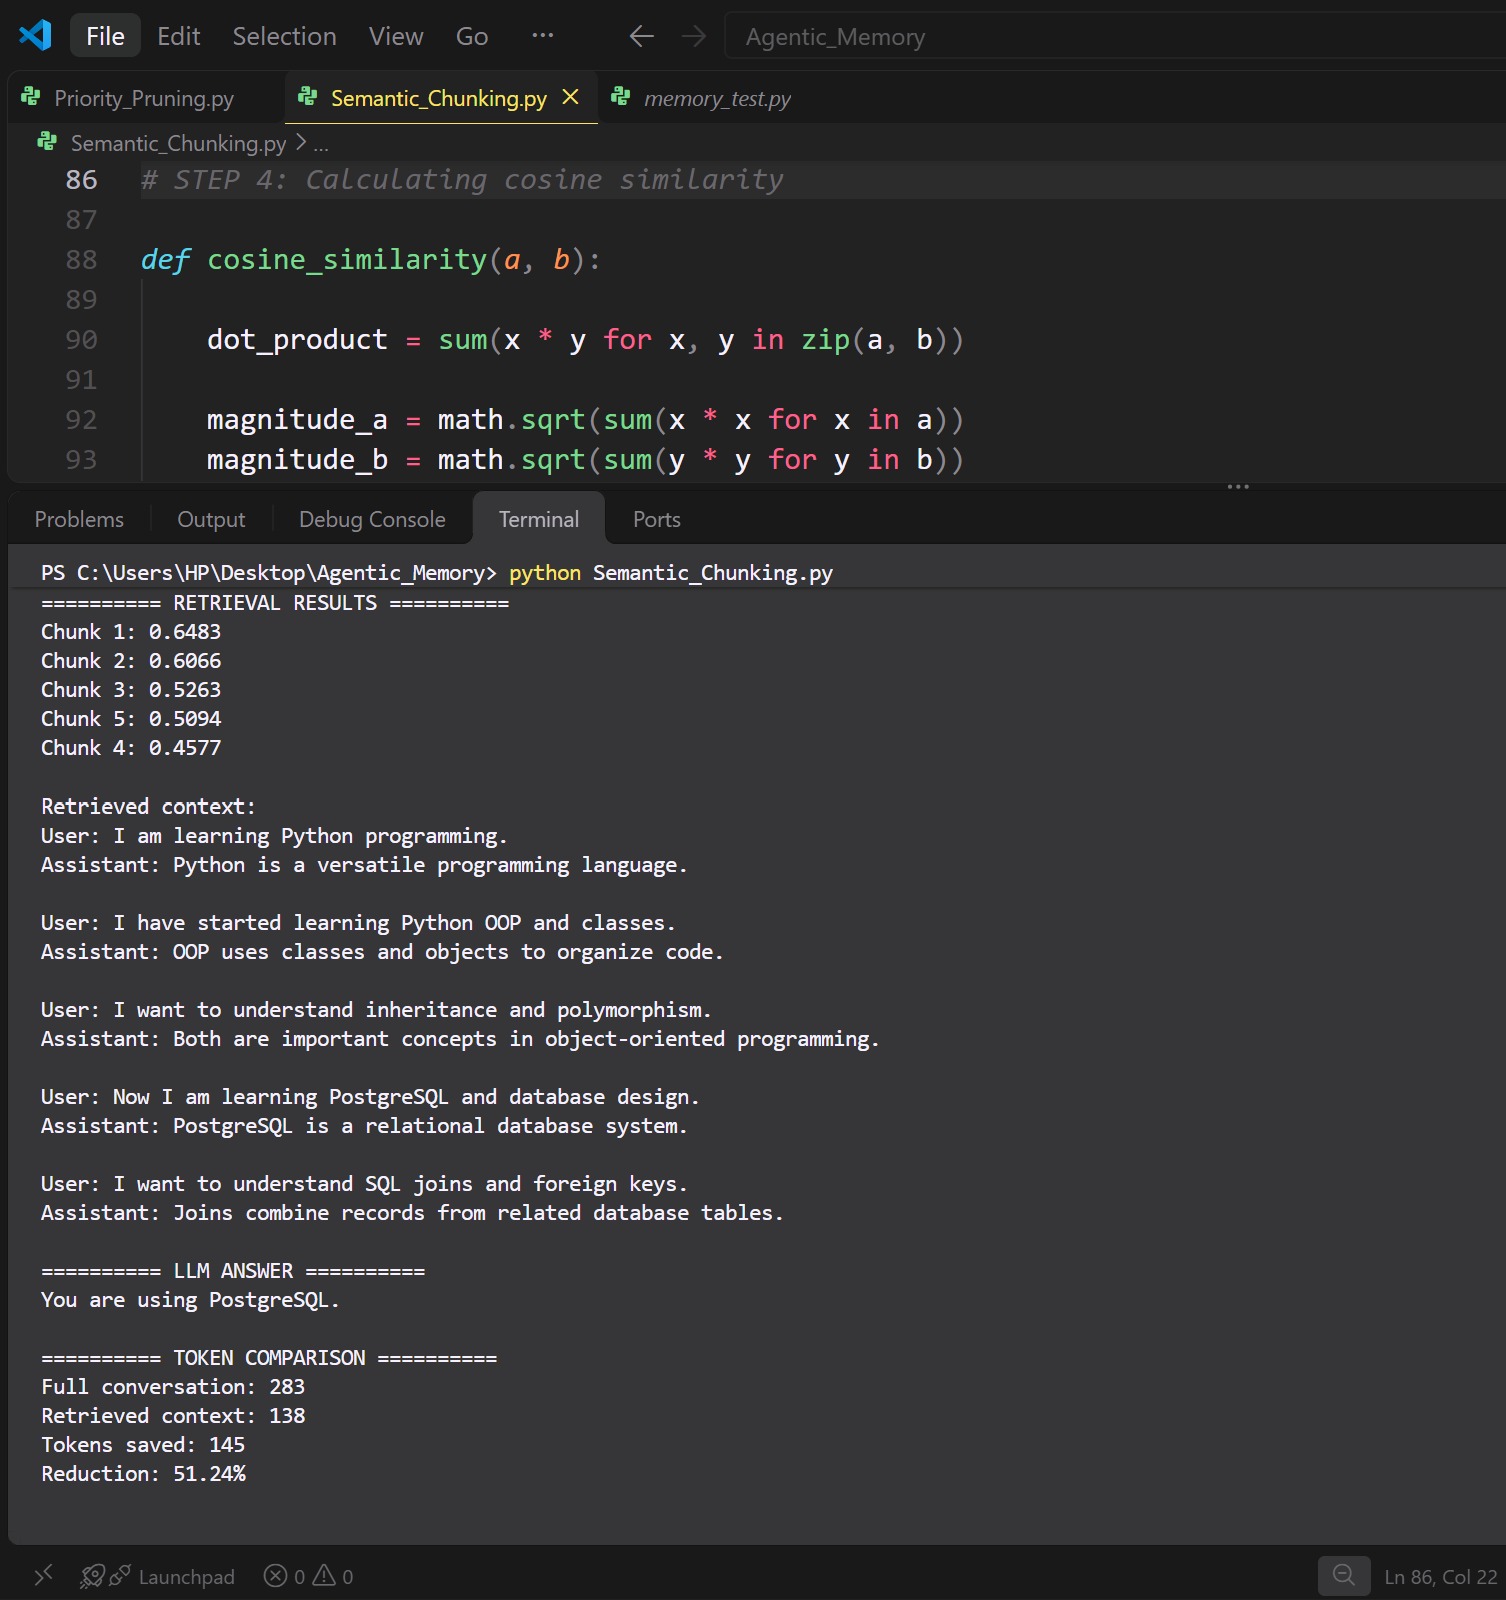 File Edit Selection View Go ··· ← → Agentic_Memory
Priority_Pruning.py Semantic_Chunking.py × memory_test.py
Semantic_Chunking.py > ...
86 # STEP 4: Calculating cosine similarity
87
88 def cosine_similarity(a, b):
89
90 dot_product = sum(x * y for x, y in zip(a, b))
91
92 magnitude_a = math.sqrt(sum(x * x for x in a))
93 magnitude_b = math.sqrt(sum(y * y for y in b))
Problems Output Debug Console Terminal Ports
PS C:\Users\HP\Desktop\Agentic_Memory> python Semantic_Chunking.py
========== RETRIEVAL RESULTS ==========
Chunk 1: 0.6483
Chunk 2: 0.6066
Chunk 3: 0.5263
Chunk 5: 0.5094
Chunk 4: 0.4577
Retrieved context:
User: I am learning Python programming.
Assistant: Python is a versatile programming language.
User: I have started learning Python OOP and classes.
Assistant: OOP uses classes and objects to organize code.
User: I want to understand inheritance and polymorphism.
Assistant: Both are important concepts in object-oriented programming.
User: Now I am learning PostgreSQL and database design.
Assistant: PostgreSQL is a relational database system.
User: I want to understand SQL joins and foreign keys.
Assistant: Joins combine records from related database tables.
========== LLM ANSWER ==========
You are using PostgreSQL.
========== TOKEN COMPARISON ==========
Full conversation: 283
Retrieved context: 138
Tokens saved: 145
Reduction: 51.24%
Launchpad 0 0 Ln 86, Col 22